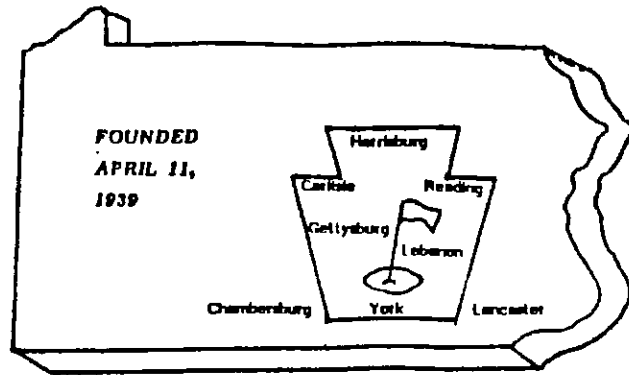 FOUNDED
APRIL 11,
1939
Harrisburg
Carlisle Reading
Gettysburg
Lebanon
Chambersburg York Lancaster